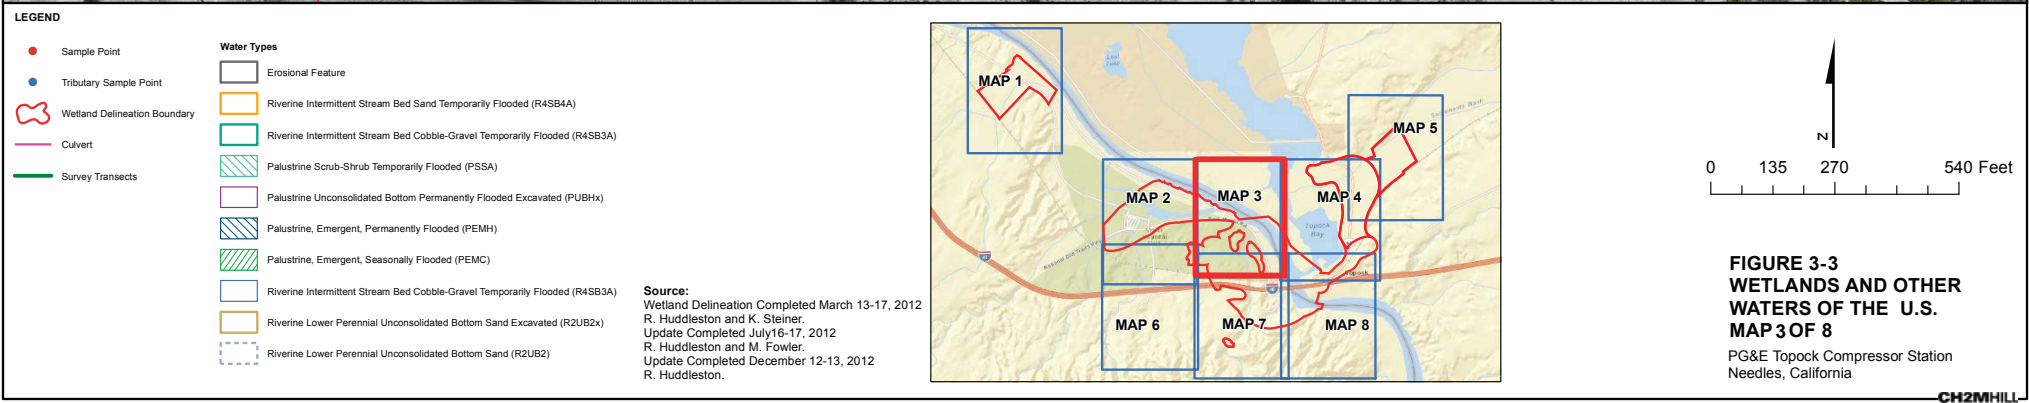 LEGEND
Sample Point
Tributary Sample Point
Wetland Delineation Boundary
Culvert
Survey Transects
Water Types
Erosional Feature
Riverine Intermittent Stream Bed Sand Temporarily Flooded (R4SB4A)
Riverine Intermittent Stream Bed Cobble-Gravel Temporarily Flooded (R4SB3A)
Palustrine Scrub-Shrub Temporarily Flooded (PSSA)
Palustrine Unconsolidated Bottom Permanently Flooded Excavated (PUBHx)
Palustrine, Emergent, Permanently Flooded (PEMH)
Palustrine, Emergent, Seasonally Flooded (PEMC)
Riverine Intermittent Stream Bed Cobble-Gravel Temporarily Flooded (R4SB3A)
Riverine Lower Perennial Unconsolidated Bottom Sand Excavated (R2UB2x)
Riverine Lower Perennial Unconsolidated Bottom Sand (R2UB2)
Source:
Wetland Delineation Completed March 13-17, 2012
R. Huddleston and K. Steiner.
Update Completed July16-17, 2012
R. Huddleston and M. Fowler.
Update Completed December 12-13, 2012
R. Huddleston.
MAP 1
MAP 5
MAP 2
MAP 3
MAP 4
Topock
Bay
Topock
MAP 6
MAP 7
MAP 8
N
0 135 270 540 Feet
FIGURE 3-3
WETLANDS AND OTHER
WATERS OF THE U.S.
MAP 3 OF 8
PG&E Topock Compressor Station
Needles, California
CH2MHILL